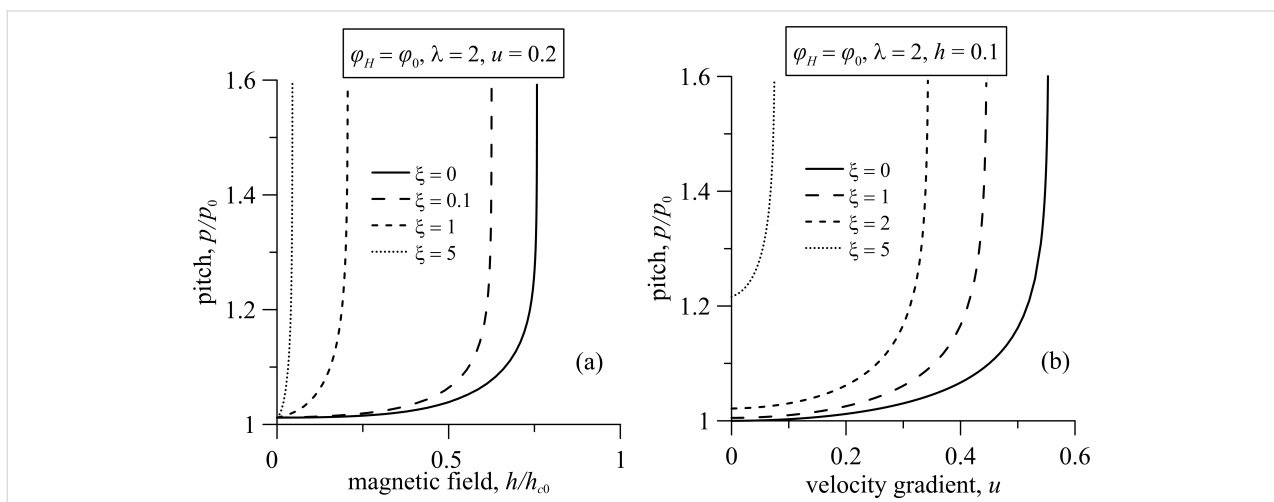 φH = φ0, λ = 2, u = 0.2
1.6
1.4
1.2
1
pitch, p/p0
ξ = 0
ξ = 0.1
ξ = 1
ξ = 5
(a)
0
0.5
1
magnetic field, h/hc0
φH = φ0, λ = 2, h = 0.1
1.6
1.4
1.2
1
pitch, p/p0
ξ = 0
ξ = 1
ξ = 2
ξ = 5
(b)
0
0.2
0.4
0.6
velocity gradient, u